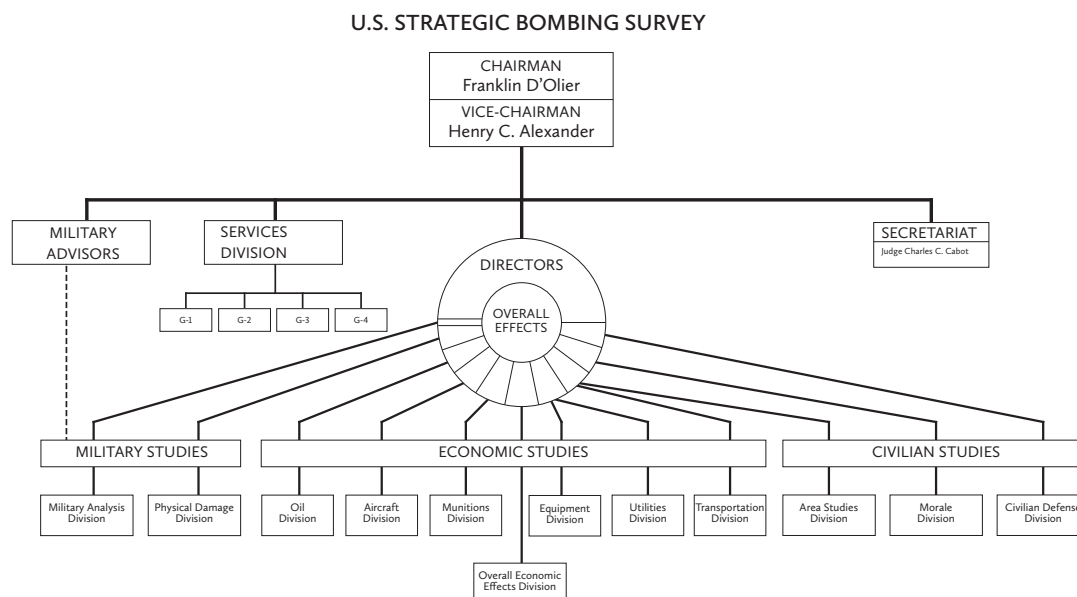 U.S. STRATEGIC BOMBING SURVEY
CHAIRMAN
Franklin D’Olier
VICE-CHAIRMAN
Henry C. Alexander
MILITARY
ADVISORS
SERVICES
DIVISION
SECRETARIAT
Judge Charles C. Cabot
G-1
G-2
G-3
G-4
DIRECTORS
OVERALL
EFFECTS
MILITARY STUDIES
ECONOMIC STUDIES
CIVILIAN STUDIES
Military Analysis
Division
Physical Damage
Division
Oil
Division
Aircraft
Division
Munitions
Division
Equipment
Division
Utilities
Division
Transportation
Division
Area Studies
Division
Morale
Division
Civilian Defense
Division
Overall Economic
Effects Division